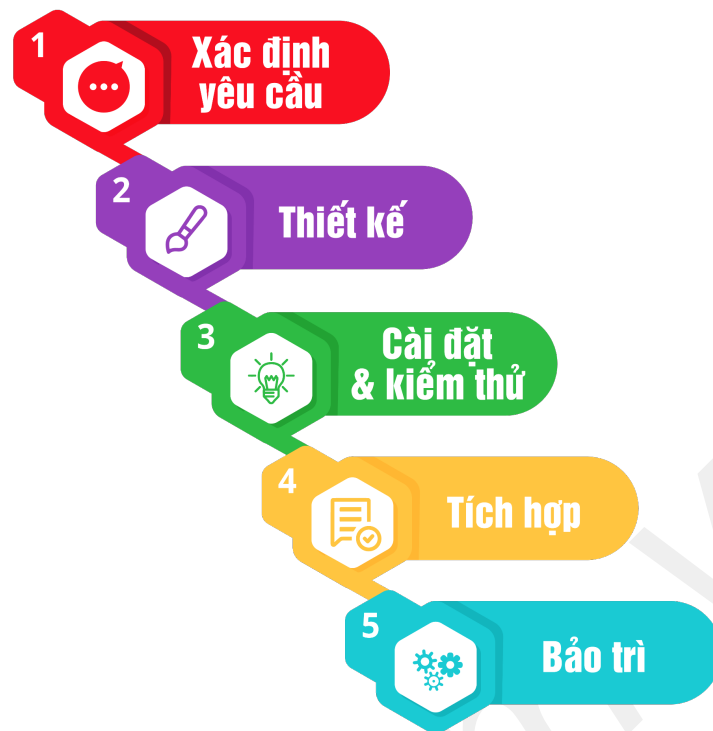 1
Xác định
yêu cầu
2
Thiết kế
3
Cài đặt
& kiểm thử
4
Tích hợp
5
Bảo trì